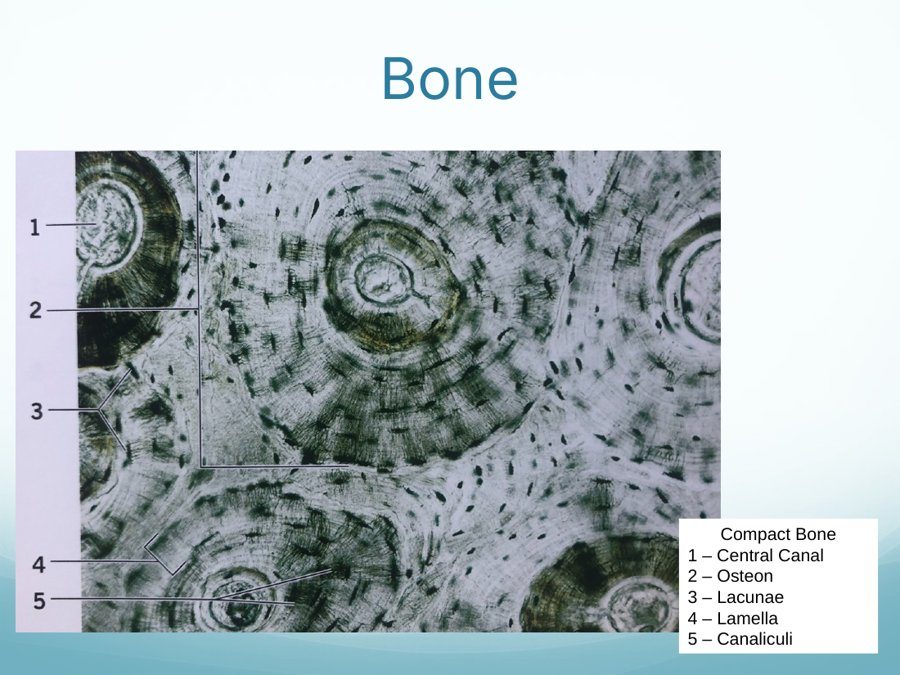 Bone
1
2
3
4
5
Compact Bone
1 – Central Canal
2 – Osteon
3 – Lacunae
4 – Lamella
5 – Canaliculi